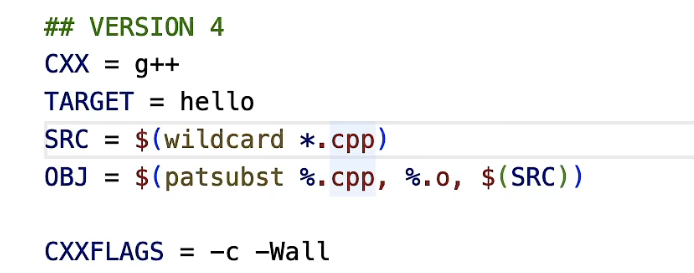 ## VERSION 4
CXX = g++
TARGET = hello
SRC = $(wildcard *.cpp)
OBJ = $(patsubst %.cpp, %.o, $(SRC))
CXXFLAGS = -c -Wall